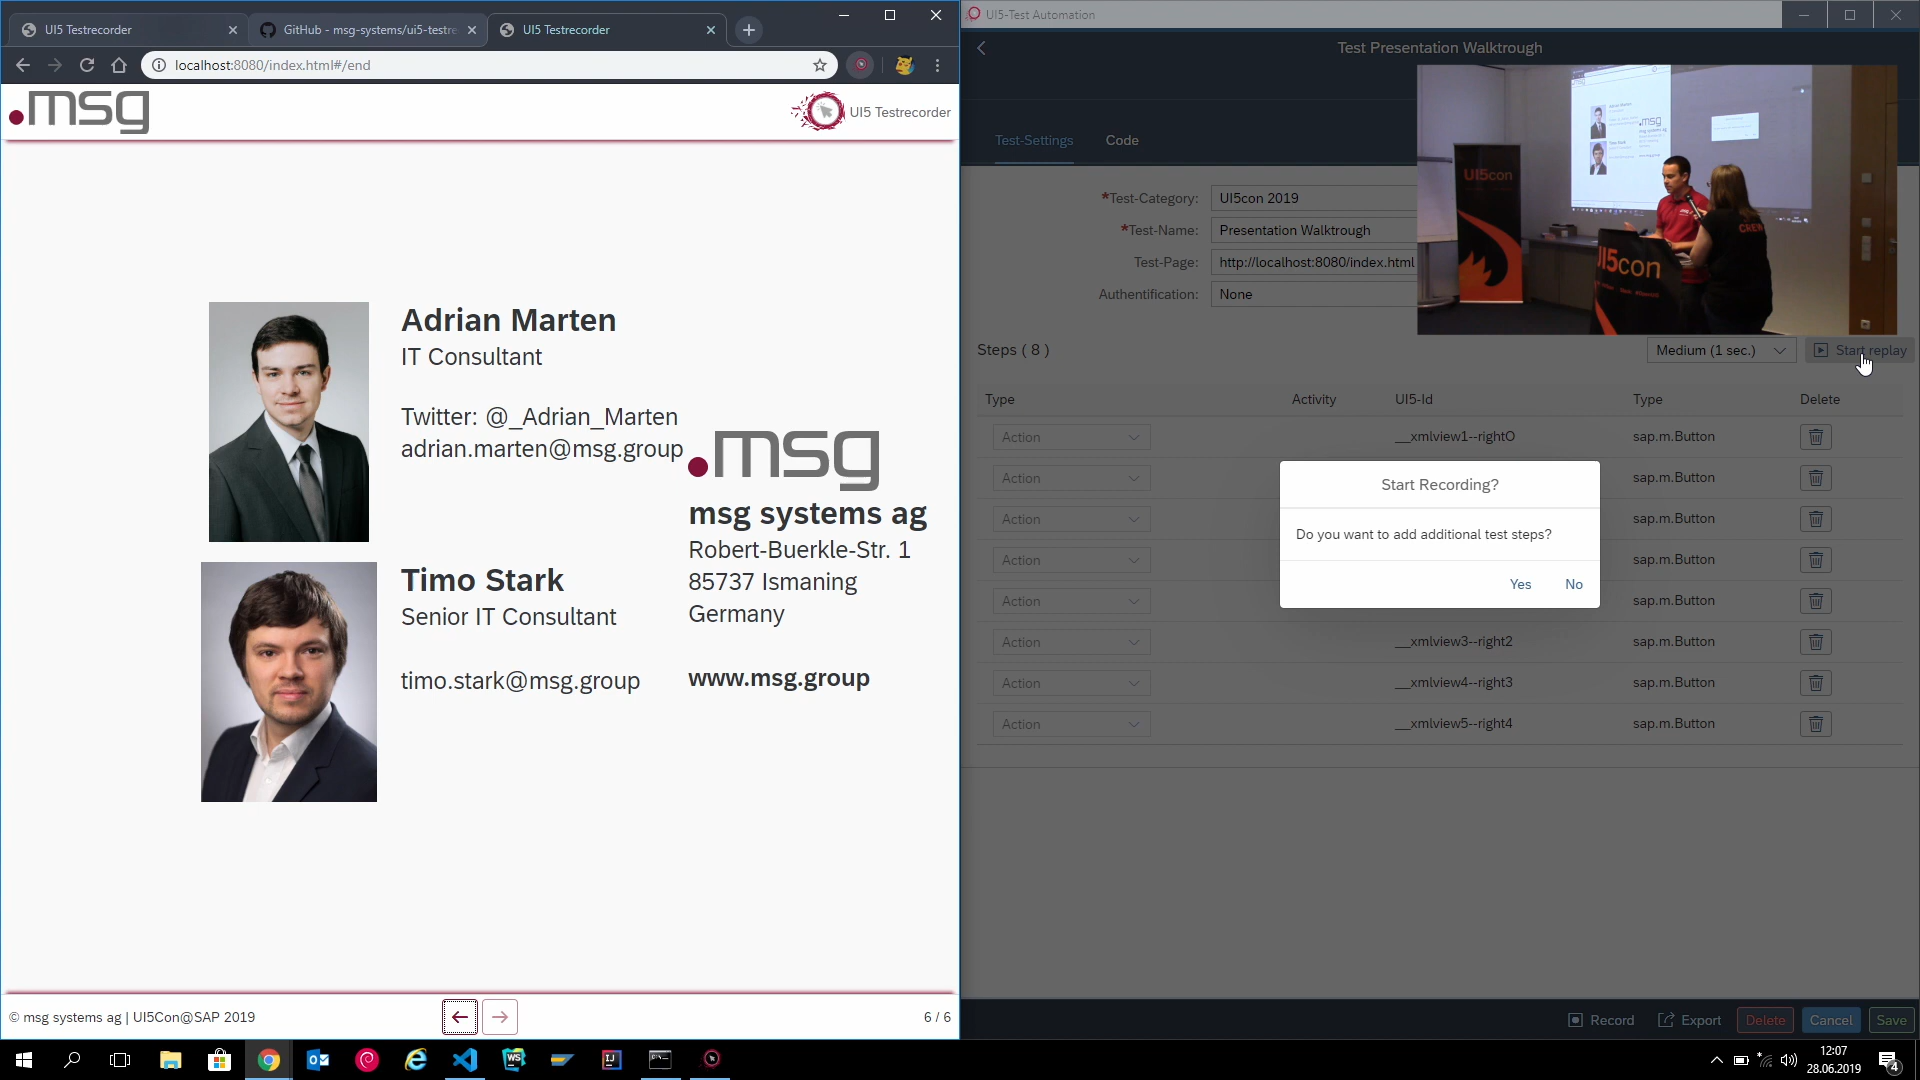 UI5 Testrecorder
GitHub - msg-systems/ui5-testre
UI5 Testrecorder
localhost:8080/index.html#/end
msg
UI5 Testrecorder
Adrian Marten
IT Consultant
Twitter: @_Adrian_Marten
adrian.marten@msg.group
Timo Stark
Senior IT Consultant
timo.stark@msg.group
msg
msg systems ag
Robert-Buerkle-Str. 1
85737 Ismaning
Germany
www.msg.group
© msg systems ag | UI5Con@SAP 2019
6 / 6
UI5-Test Automation
Test Presentation Walktrough
Test-Settings
Code
*Test-Category:
UI5con 2019
*Test-Name:
Presentation Walktrough
Test-Page:
http://localhost:8080/index.html
Authentification:
None
UI5con
CREW
UI5con
Steps ( 8 )
Medium (1 sec.)
Start replay
Type
Activity
UI5-Id
Type
Delete
Action
__xmlview1--rightO
sap.m.Button
Action
sap.m.Button
Action
sap.m.Button
Action
sap.m.Button
Action
sap.m.Button
Action
__xmlview3--right2
sap.m.Button
Action
__xmlview4--right3
sap.m.Button
Action
__xmlview5--right4
sap.m.Button
Start Recording?
Do you want to add additional test steps?
Yes
No
Record
Export
Delete
Cancel
Save
12:07
28.06.2019
4